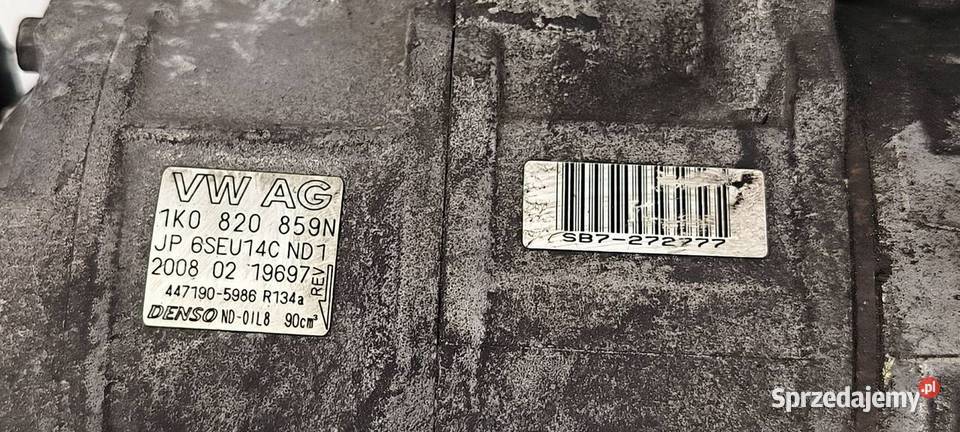 VW AG
1K0 820 859N
JP 6SEU14C ND1
2008 02 19697
REV
447190-5986 R134a
DENSO ND-OIL8 90cm³
SB7-272777
Sprzedajemy.pl